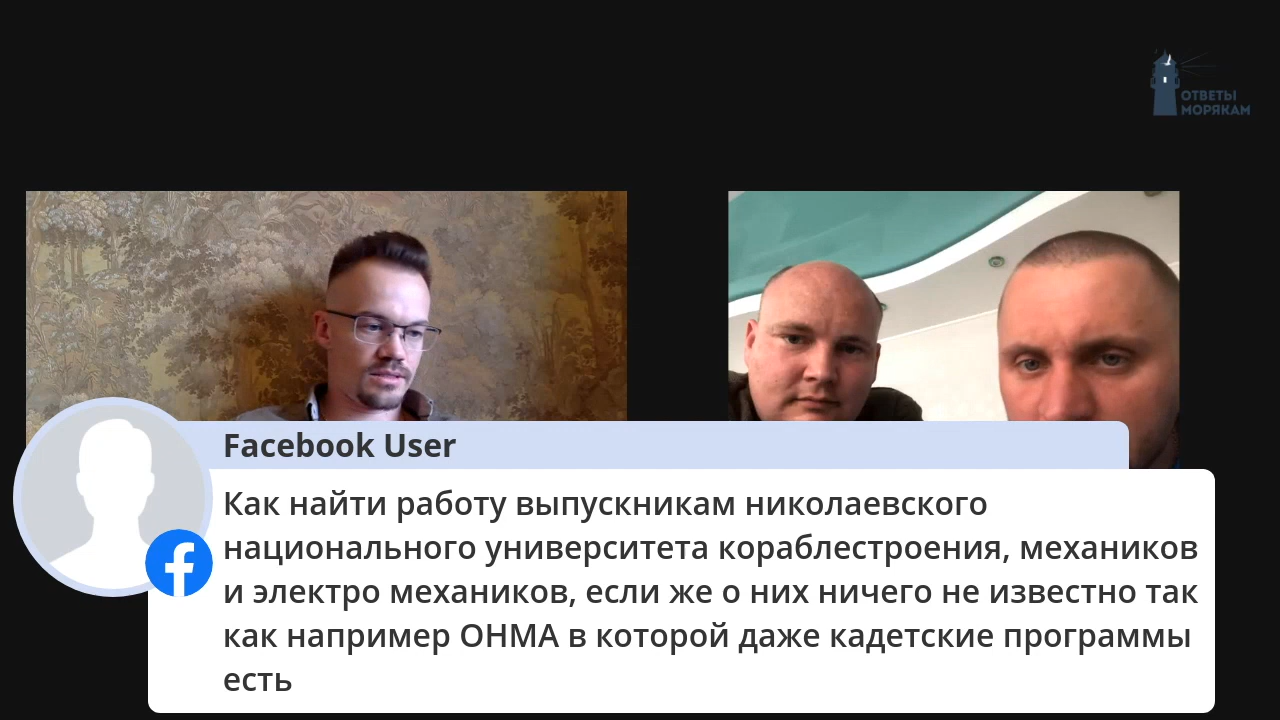 ОТВЕТЫ
МОРЯКАМ
Facebook User
Как найти работу выпускникам николаевского
национального университета кораблестроения, механиков
и электро механиков, если же о них ничего не известно так
как например ОНМА в которой даже кадетские программы
есть